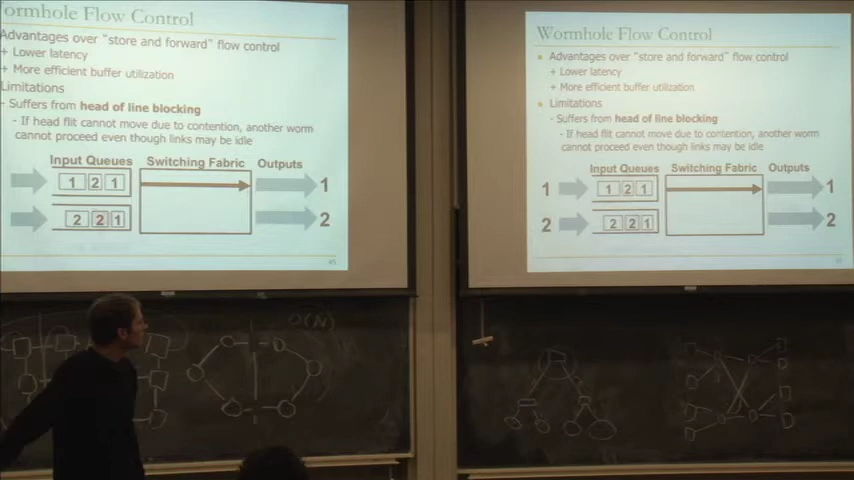 ormhole Flow Control
Advantages over "store and forward" flow control
+ Lower latency
+ More efficient buffer utilization
Limitations
- Suffers from head of line blocking
- If head flit cannot move due to contention, another worm
cannot proceed even though links may be idle
Input Queues Switching Fabric Outputs
1 2 1 1
2 2 1 2
45
Wormhole Flow Control
Advantages over "store and forward" flow control
+ Lower latency
+ More efficient buffer utilization
Limitations
- Suffers from head of line blocking
- If head flit cannot move due to contention, another worm
cannot proceed even though links may be idle
Input Queues Switching Fabric Outputs
1 1 2 1 1
2 2 2 1 2
O(N)